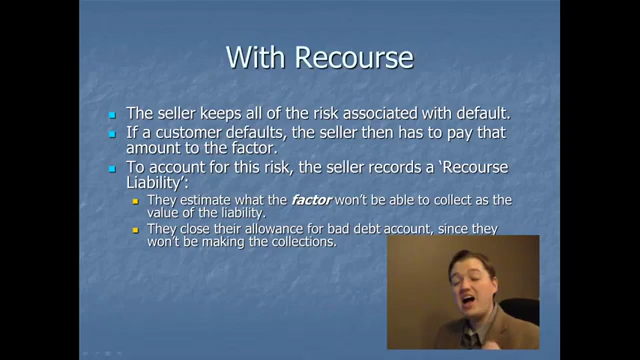 With Recourse
The seller keeps all of the risk associated with default.
If a customer defaults, the seller then has to pay that
amount to the factor.
To account for this risk, the seller records a ‘Recourse
Liability’:
They estimate what the factor won’t be able to collect as the
value of the liability.
They close their allowance for bad debt account, since they
won’t be making the collections.